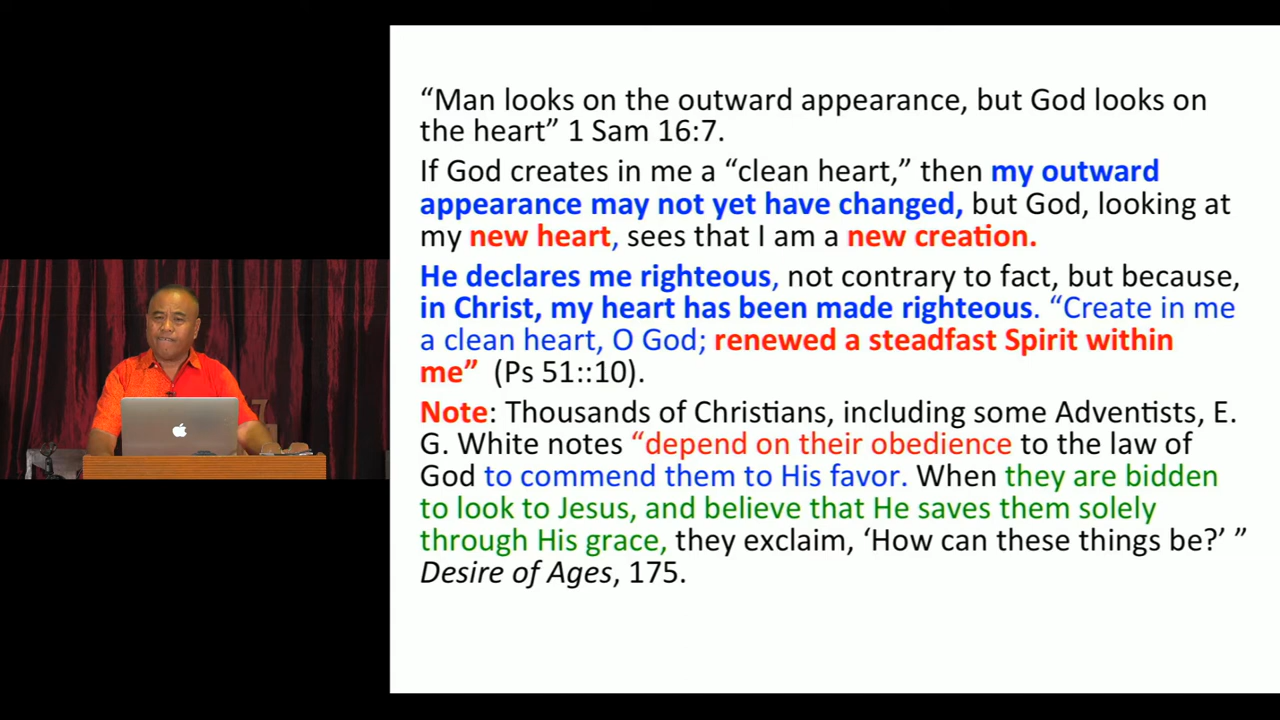 “Man looks on the outward appearance, but God looks on
the heart” 1 Sam 16:7.
If God creates in me a “clean heart,” then my outward
appearance may not yet have changed, but God, looking at
my new heart, sees that I am a new creation.
He declares me righteous, not contrary to fact, but because,
in Christ, my heart has been made righteous. “Create in me
a clean heart, O God; renewed a steadfast Spirit within
me” (Ps 51::10).
Note: Thousands of Christians, including some Adventists, E.
G. White notes “depend on their obedience to the law of
God to commend them to His favor. When they are bidden
to look to Jesus, and believe that He saves them solely
through His grace, they exclaim, ‘How can these things be?’ ”
Desire of Ages, 175.